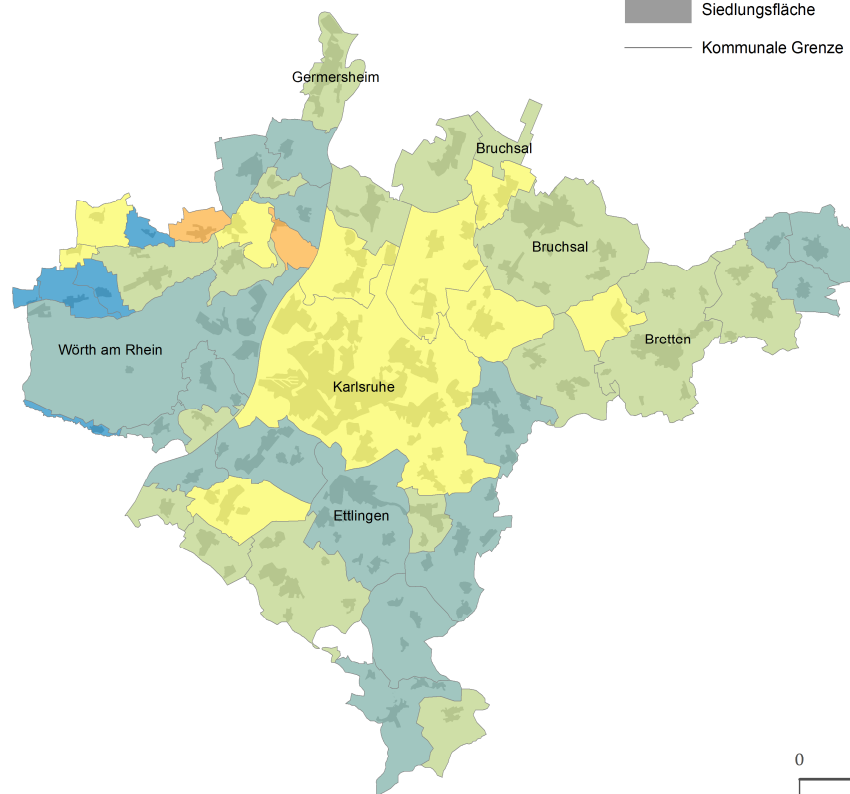 Siedlungsfläche
Kommunale Grenze
Germersheim
Bruchsal
Bruchsal
Bretten
Wörth am Rhein
Karlsruhe
Ettlingen
0